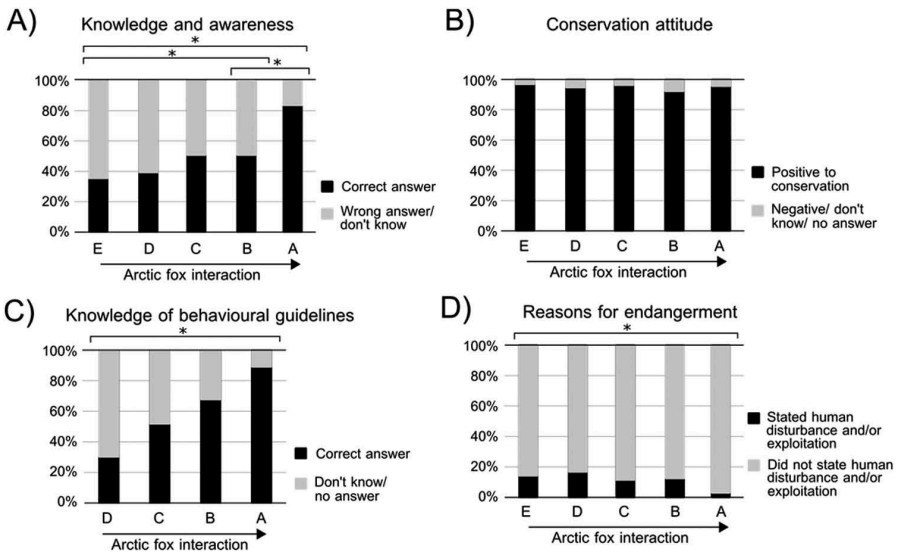 A)
Knowledge and awareness
*
*
*
100%
80%
60%
40%
20%
0%
E D C B A
Arctic fox interaction
Correct answer
Wrong answer/
don't know
B)
Conservation attitude
100%
80%
60%
40%
20%
0%
E D C B A
Arctic fox interaction
Positive to
conservation
Negative/ don't
know/ no answer
C)
Knowledge of behavioural guidelines
*
100%
80%
60%
40%
20%
0%
D C B A
Arctic fox interaction
Correct answer
Don't know/
no answer
D)
Reasons for endangerment
*
100%
80%
60%
40%
20%
0%
E D C B A
Arctic fox interaction
Stated human
disturbance and/or
exploitation
Did not state human
disturbance and/or
exploitation